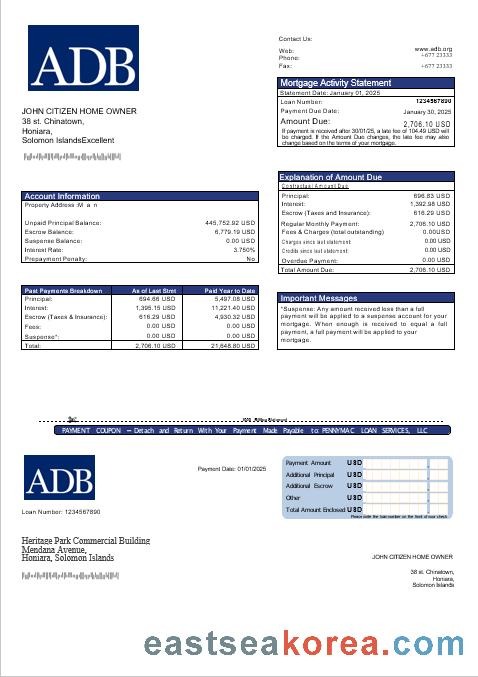 ADB
Contact Us:
Web: www.adb.org
Phone: +677 23333
Fax: +677 23333
Mortgage Activity Statement
Statement Date: January 01, 2025
Loan Number: 1234567890
Payment Due Date: January 30, 2025
Amount Due: 2,706.10 USD
If payment is received after 30/01/25, a late fee of 104.49 USD will
be charged. If the Amount Due changes, the late fee may also
change based on the terms of your mortgage.
JOHN CITIZEN HOME OWNER
38 st. Chinatown,
Honiara,
Solomon IslandsExcellent
Explanation of Amount Due
Contractual Amount Due
Principal: 696.83 USD
Interest: 1,392.98 USD
Escrow (Taxes and Insurance): 616.29 USD
Regular Monthly Payment: 2,706.10 USD
Fees & Charges (total outstanding) 0.00USD
Charges since last statement: 0.00 USD
Credits since last statement: 0.00 USD
Overdue Payment: 0.00 USD
Total Amount Due: 2,706.10 USD
Account Information
Property Address :M a n
Unpaid Principal Balance: 445,752.92 USD
Escrow Balance: 6,779.19 USD
Suspense Balance: 0.00 USD
Interest Rate: 3.750%
Prepayment Penalty: No
Past Payments Breakdown As of Last Stmt Paid Year to Date
Principal: 694.66 USD 5,497.08 USD
Interest: 1,395.15 USD 11,221.40 USD
Escrow (Taxes & Insurance): 616.29 USD 4,930.32 USD
Fees: 0.00 USD 0.00 USD
Suspense*: 0.00 USD 0.00 USD
Total: 2,706.10 USD 21,648.80 USD
Important Messages
*Suspense: Any amount received less than a full
payment will be applied to a suspense account for your
mortgage. When enough is received to equal a full
payment, a full payment will be applied to your
mortgage.
PAYMENT COUPON – Detach and Return With Your Payment Made Payable to: PENNYMAC LOAN SERVICES, LLC
ADB
Payment Date: 01/01/2025
Loan Number: 1234567890
Payment Amount USD
Additional Principal USD
Additional Escrow USD
Other USD
Total Amount Enclosed USD
Please write the loan number on the front of your check
Heritage Park Commercial Building
Mendana Avenue,
Honiara, Solomon Islands
JOHN CITIZEN HOME OWNER
38 st. Chinatown,
Honiara,
Solomon Islands
eastseakorea.com